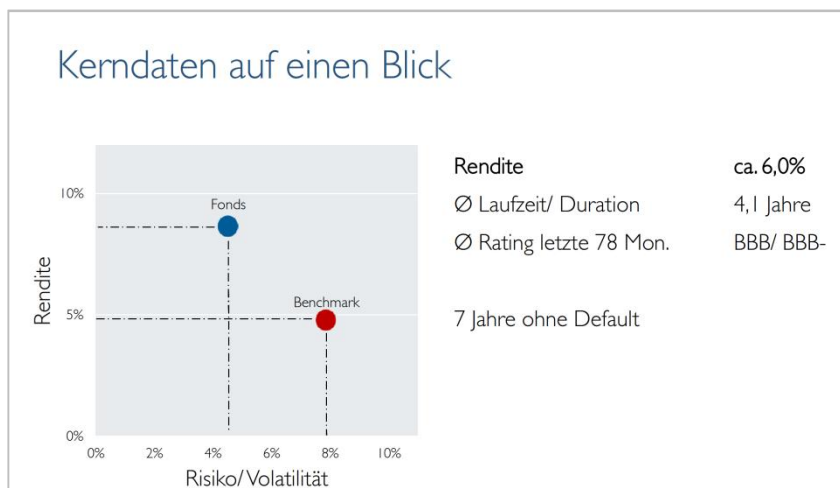 Kerndaten auf einen Blick
10%
5%
0%
Rendite
Fonds
Benchmark
0% 2% 4% 6% 8% 10%
Risiko/Volatilität
Rendite ca. 6,0%
Ø Laufzeit/ Duration 4,1 Jahre
Ø Rating letzte 78 Mon. BBB/ BBB-
7 Jahre ohne Default